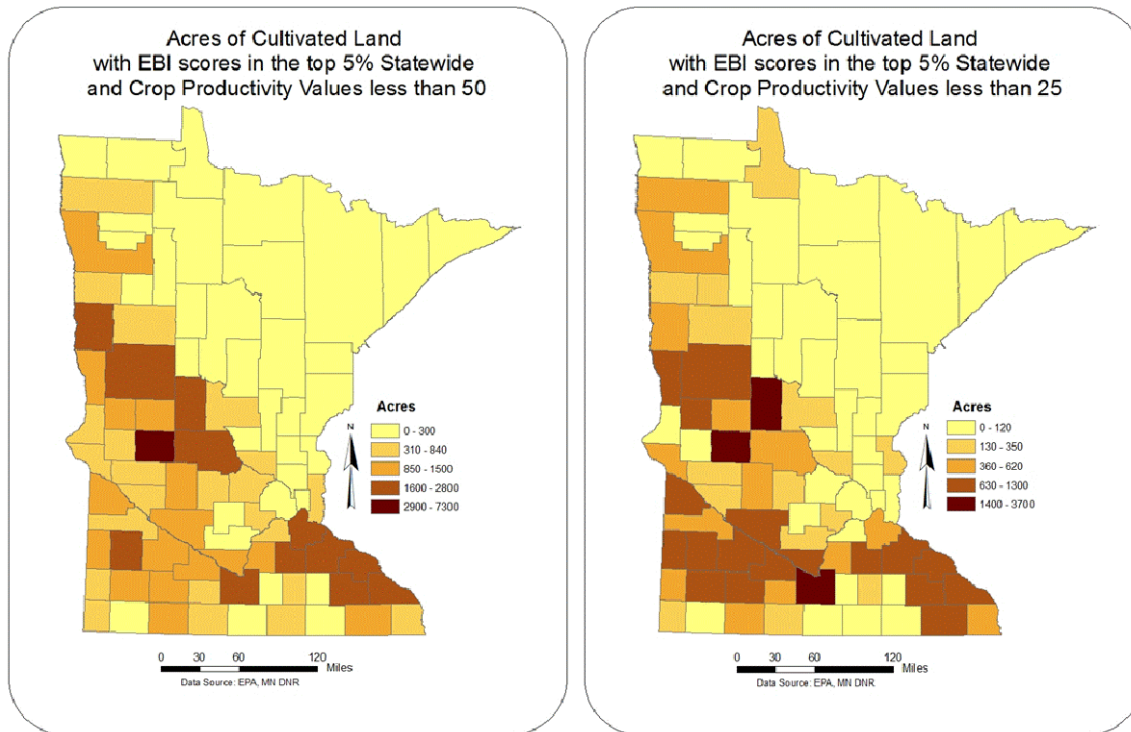 Acres of Cultivated Land
with EBI scores in the top 5% Statewide
and Crop Productivity Values less than 50
Acres
0 - 300
310 - 840
850 - 1500
1600 - 2800
2900 - 7300
N
0 30 60 120
Miles
Data Source: EPA, MN DNR
Acres of Cultivated Land
with EBI scores in the top 5% Statewide
and Crop Productivity Values less than 25
Acres
0 - 120
130 - 350
360 - 620
630 - 1300
1400 - 3700
N
0 30 60 120
Miles
Data Source: EPA, MN DNR